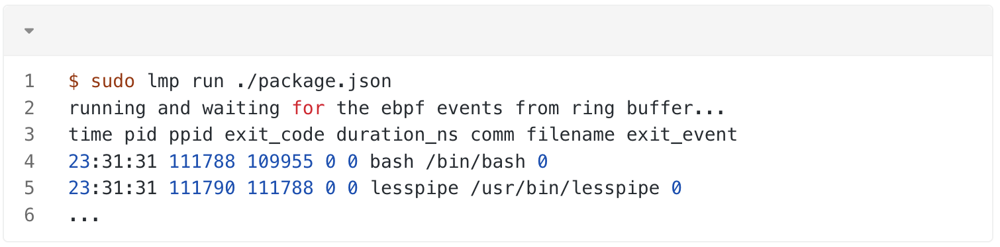 1 $ sudo lmp run ./package.json
2 running and waiting for the ebpf events from ring buffer...
3 time pid ppid exit_code duration_ns comm filename exit_event
4 23:31:31 111788 109955 0 0 bash /bin/bash 0
5 23:31:31 111790 111788 0 0 lesspipe /usr/bin/lesspipe 0
6 ...